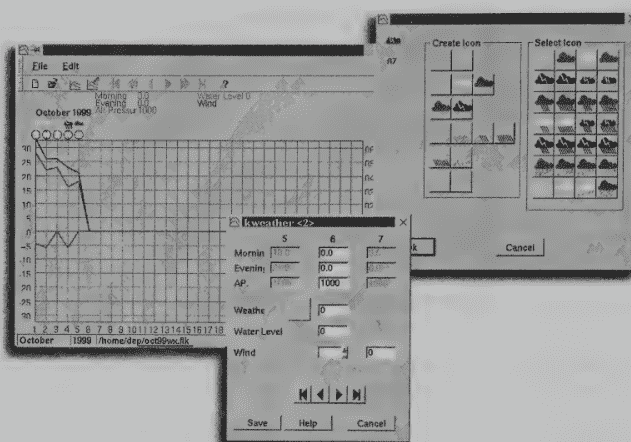 File Edit
?
Morning 0.0 Water Level 0
Evening 0.0 Wind
Air Pressur 1000
October 1999
30
25
20
15
10
5
0
-5
10
15
20
25
30
1 2 3 4 5 6 7 8 9 10 11 12 13 14 15 16 17 18
October 1999 /home/dep/oct99wx.flk
Create Icon
Select Icon
Cancel
kweather <2>
5 6 7
Mornin 0.0
Evenin 0.0
AP. 1000
Weathe 0
Water Level 0
Wind 0
Save Help Cancel